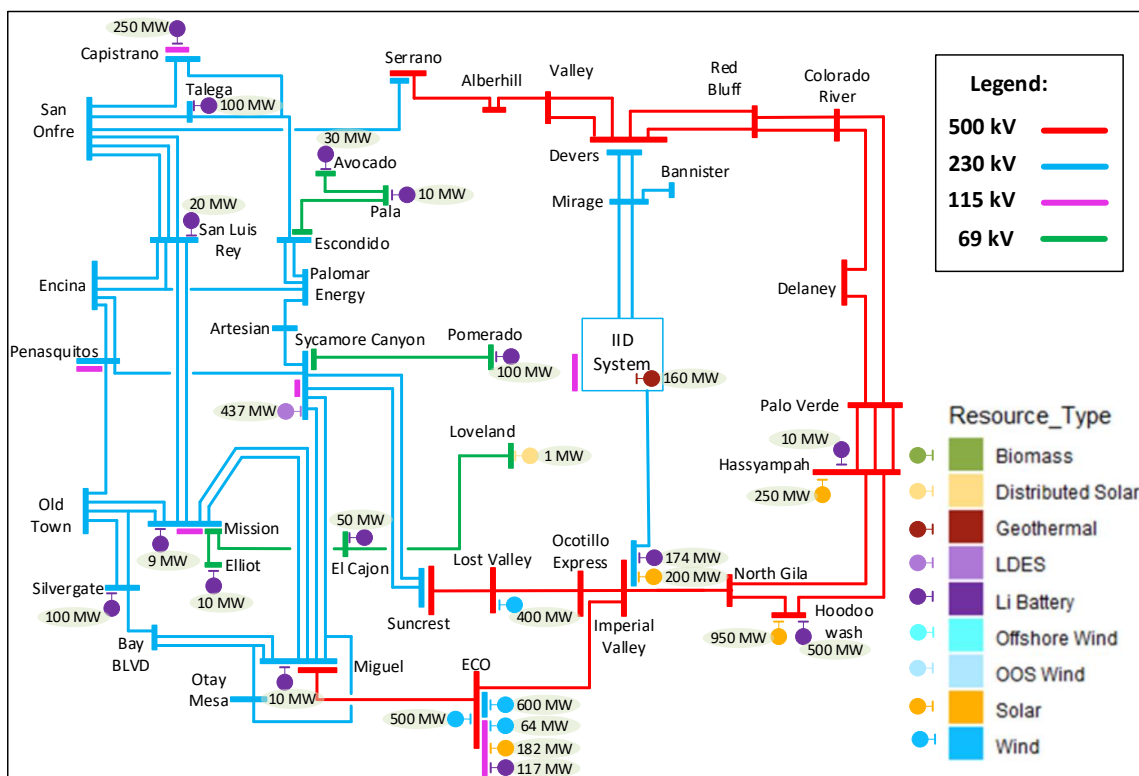 250 MW
Capistrano
Serrano
Alberhill
Valley
Red
Bluff
Colorado
River
Legend:
500 kV
230 kV
115 kV
69 kV
San
Onfre
Talega
100 MW
30 MW
Avocado
10 MW
Pala
Devers
Bannister
Mirage
20 MW
San Luis
Rey
Escondido
Encina
Palomar
Energy
Delaney
Artesian
Sycamore Canyon
Pomerado
100 MW
IID
System
160 MW
Penasquitos
437 MW
Loveland
1 MW
Palo Verde
10 MW
Hassyampah
250 MW
Resource_Type
Biomass
Distributed Solar
Geothermal
LDES
Li Battery
Offshore Wind
OOS Wind
Solar
Wind
Old
Town
Mission
9 MW
Elliot
10 MW
50 MW
El Cajon
Lost Valley
400 MW
Ocotillo
Express
174 MW
200 MW
North Gila
Silvergate
100 MW
Suncrest
Imperial
Valley
Hoodoo
wash
950 MW
500 MW
Bay
BLVD
Miguel
10 MW
Otay
Mesa
ECO
500 MW
600 MW
64 MW
182 MW
117 MW